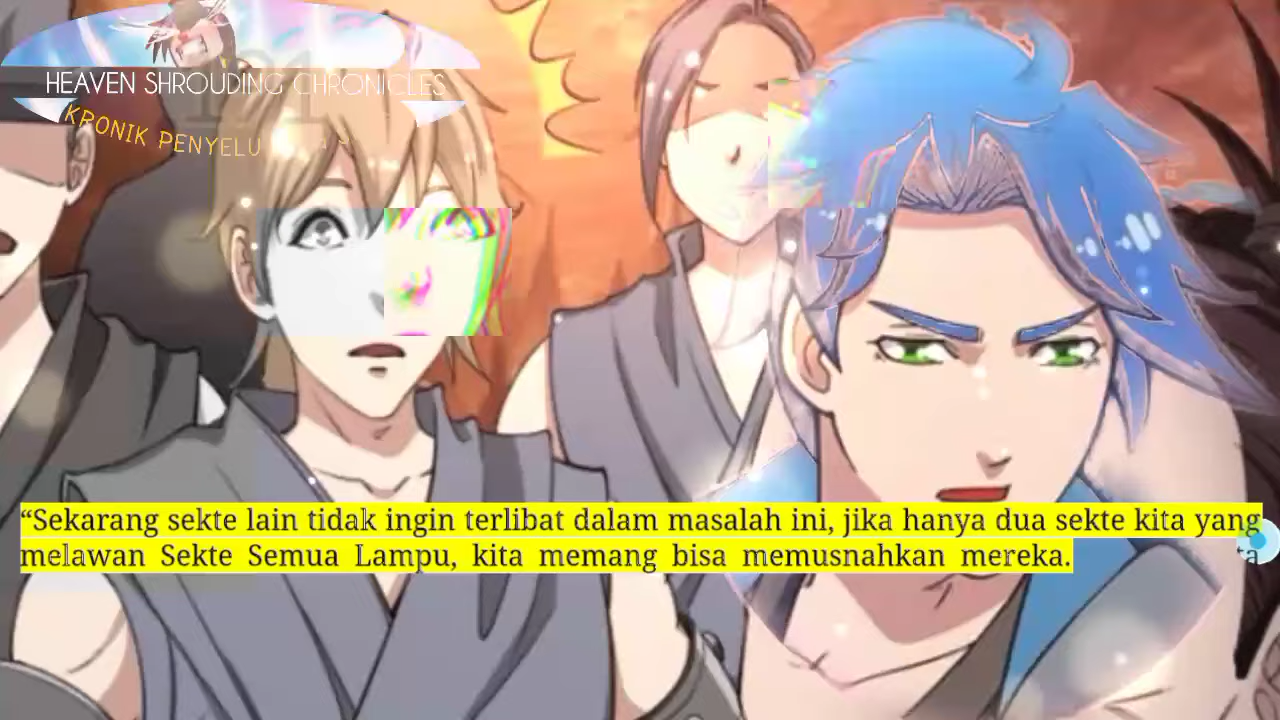 HEAVEN SHROUDING CHRONICLES
KRONIK PENYELU
“Sekarang sekte lain tidak ingin terlibat dalam masalah ini, jika hanya dua sekte kita yang
melawan Sekte Semua Lampu, kita memang bisa memusnahkan mereka.